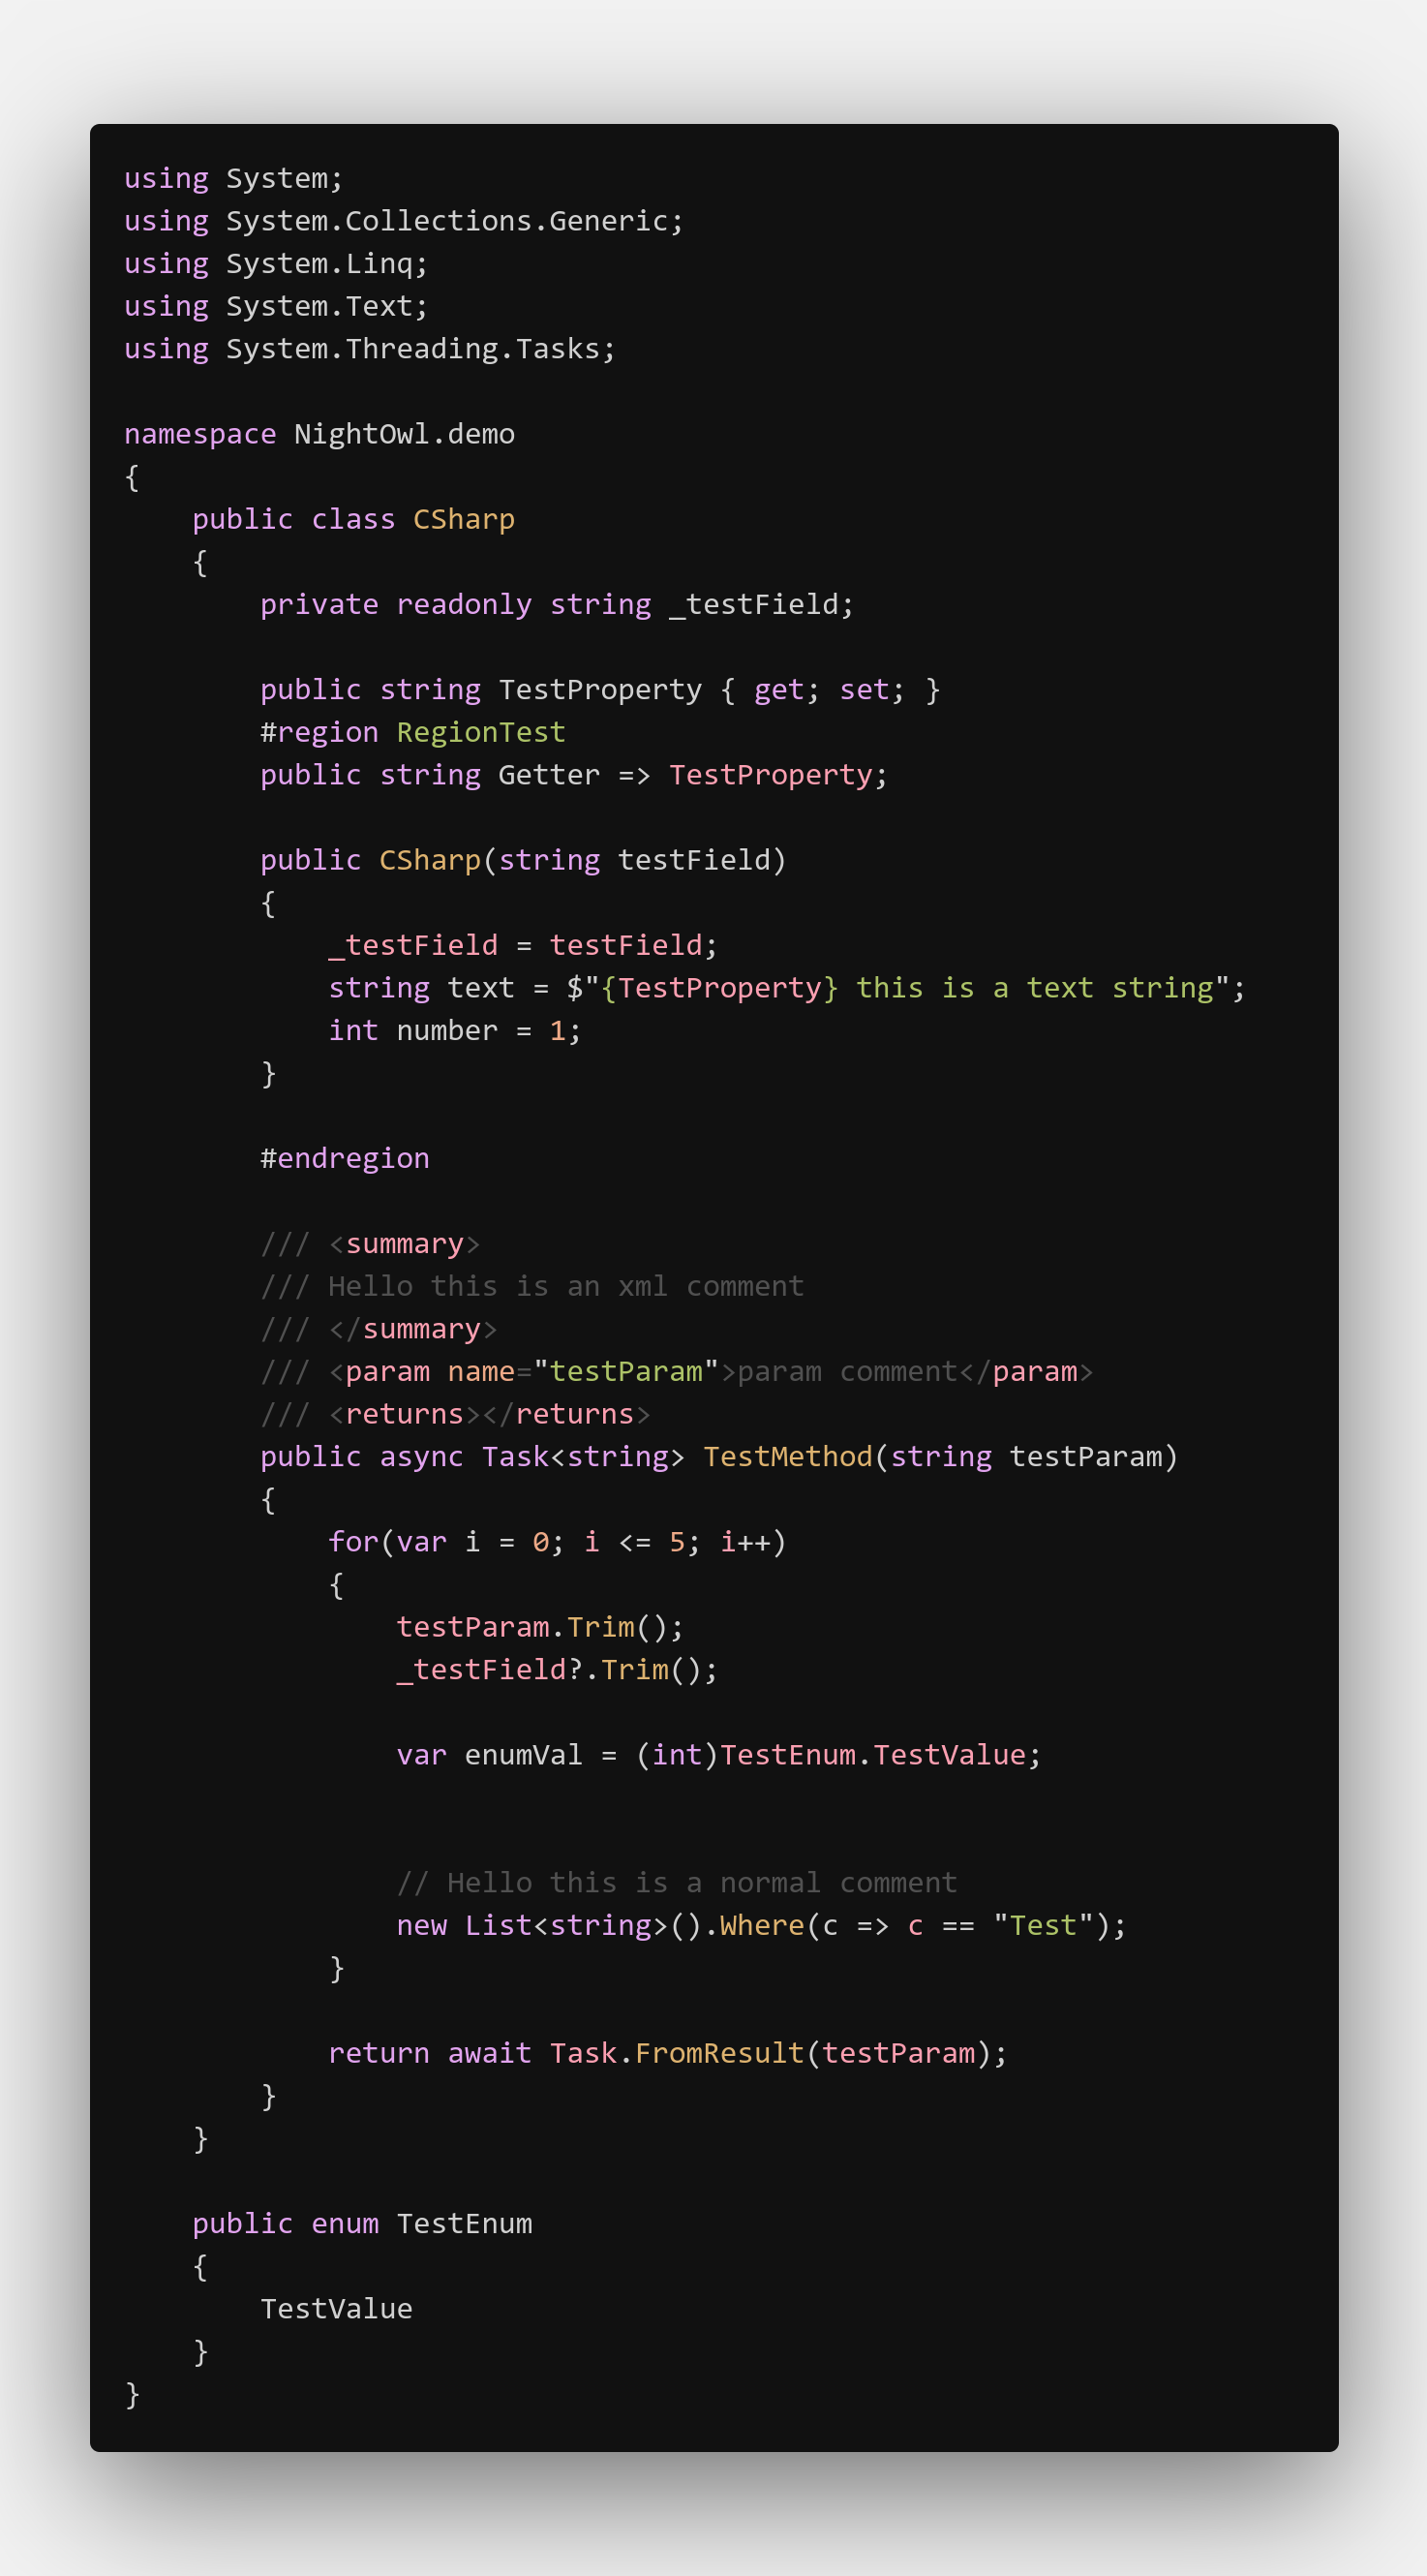 using System;
using System.Collections.Generic;
using System.Linq;
using System.Text;
using System.Threading.Tasks;

namespace NightOwl.demo
{
    public class CSharp
    {
        private readonly string _testField;

        public string TestProperty { get; set; }
        #region RegionTest
        public string Getter => TestProperty;

        public CSharp(string testField)
        {
            _testField = testField;
            string text = $"{TestProperty} this is a text string";
            int number = 1;
        }

        #endregion

        /// <summary>
        /// Hello this is an xml comment
        /// </summary>
        /// <param name="testParam">param comment</param>
        /// <returns></returns>
        public async Task<string> TestMethod(string testParam)
        {
            for(var i = 0; i <= 5; i++)
            {
                testParam.Trim();
                _testField?.Trim();

                var enumVal = (int)TestEnum.TestValue;


                // Hello this is a normal comment
                new List<string>().Where(c => c == "Test");
            }

            return await Task.FromResult(testParam);
        }
    }

    public enum TestEnum
    {
        TestValue
    }
}